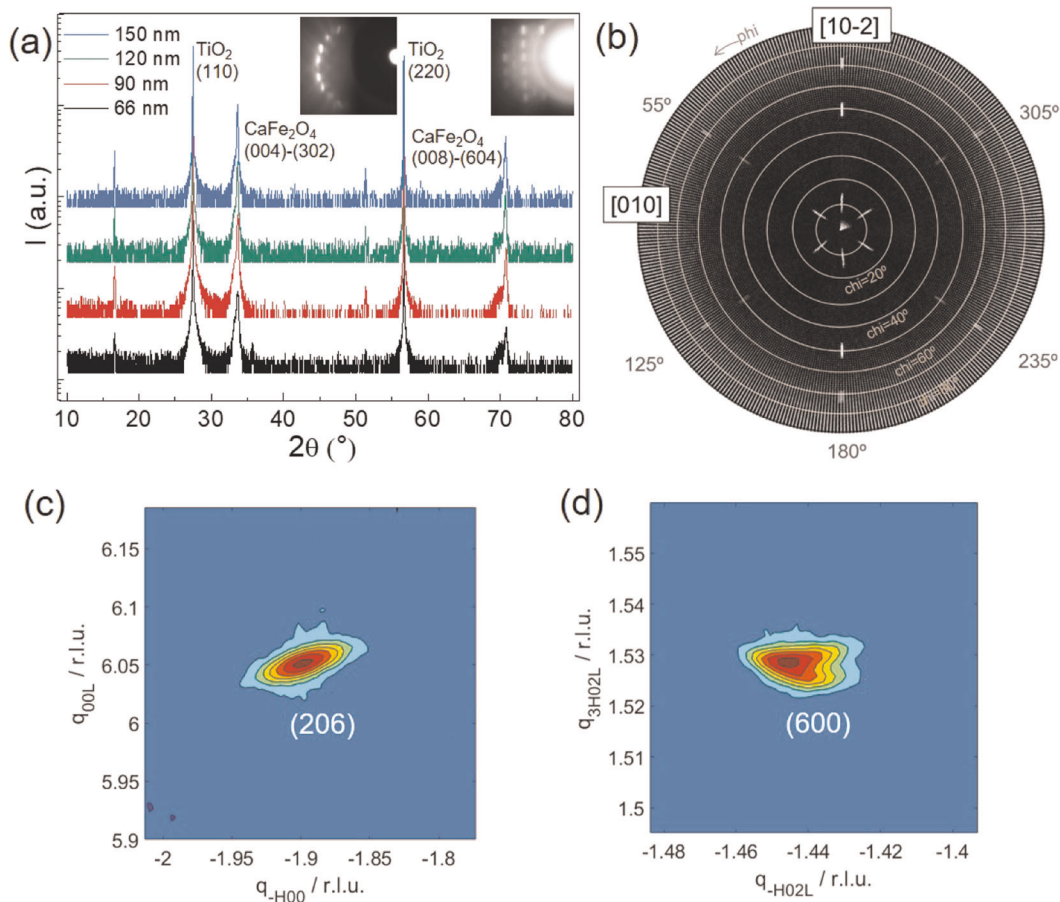 (a)
150 nm
120 nm
90 nm
66 nm
TiO2
(110)
CaFe2O4
(004)-(302)
TiO2
(220)
CaFe2O4
(008)-(604)
I (a.u.)
10 20 30 40 50 60 70 80
2θ (°)
(b)
phi
[10-2]
55º
305º
[010]
chi=20º
chi=40º
chi=60º
125º
235º
180º
(c)
6.15
6.1
6.05
6
5.95
5.9
q00L / r.l.u.
(206)
-2 -1.95 -1.9 -1.85 -1.8
q-H00 / r.l.u.
(d)
1.55
1.54
1.53
1.52
1.51
1.5
q3H02L / r.l.u.
(600)
-1.48 -1.46 -1.44 -1.42 -1.4
q-H02L / r.l.u.